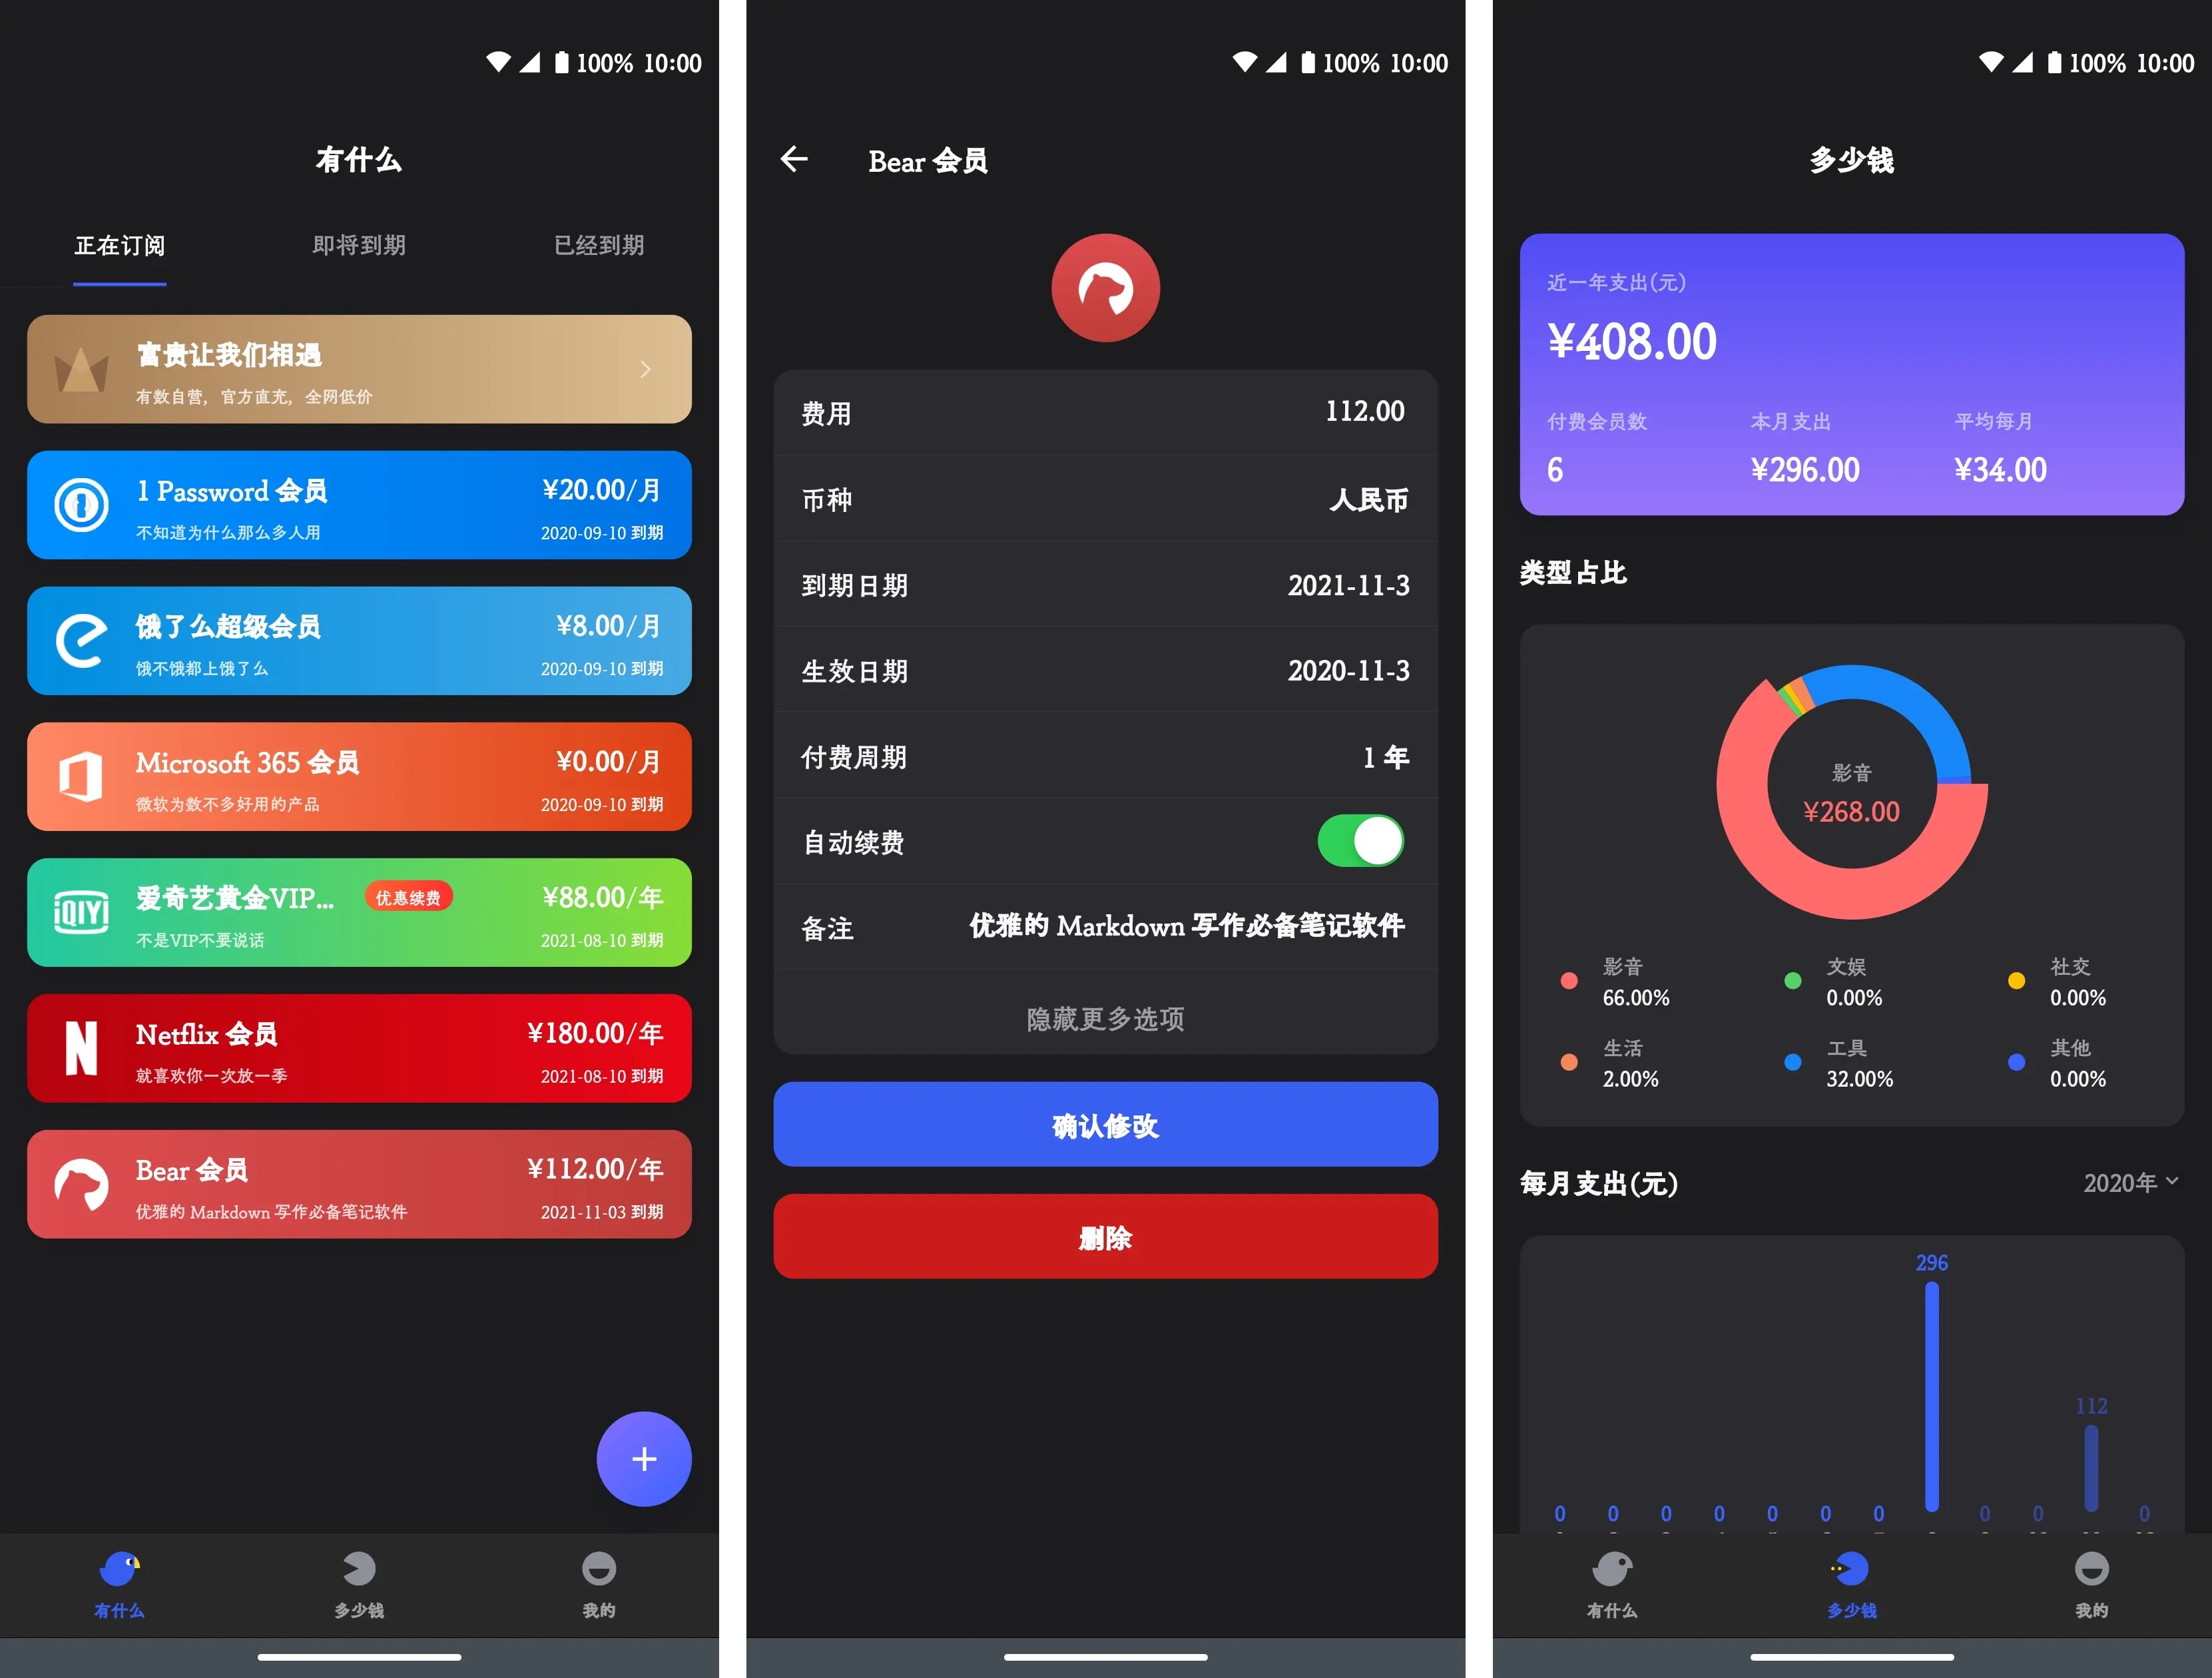 100% 10:00
有什么
正在订阅
即将到期
已经到期
富贵让我们相遇
有数自营，官方直充，全网低价
1 Password 会员
¥20.00/月
不知道为什么那么多人用
2020-09-10 到期
饿了么超级会员
¥8.00/月
饿不饿都上饿了么
2020-09-10 到期
Microsoft 365 会员
¥0.00/月
微软为数不多好用的产品
2020-09-10 到期
iQIYI
爱奇艺黄金VIP...
优惠续费
¥88.00/年
不是VIP不要说话
2021-08-10 到期
Netflix 会员
¥180.00/年
就喜欢你一次放一季
2021-08-10 到期
Bear 会员
¥112.00/年
优雅的 Markdown 写作必备笔记软件
2021-11-03 到期
有什么
多少钱
我的
100% 10:00
Bear 会员
费用
112.00
币种
人民币
到期日期
2021-11-3
生效日期
2020-11-3
付费周期
1 年
自动续费
备注
优雅的 Markdown 写作必备笔记软件
隐藏更多选项
确认修改
删除
100% 10:00
多少钱
近一年支出(元)
¥408.00
付费会员数
本月支出
平均每月
6
¥296.00
¥34.00
类型占比
影音
¥268.00
影音
66.00%
文娱
0.00%
社交
0.00%
生活
2.00%
工具
32.00%
其他
0.00%
每月支出(元)
2020年
296
112
0 0 0 0 0 0 0 0 0 0
有什么
多少钱
我的